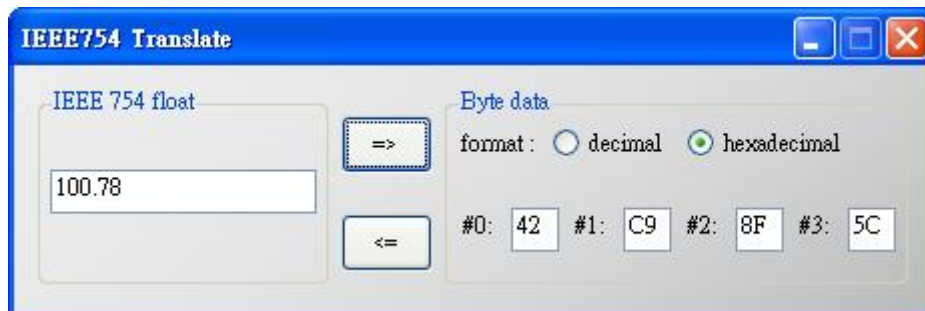 IEEE754 Translate
IEEE 754 float
Byte data
=>
format : decimal hexadecimal
100.78
<=
#0: 42 #1: C9 #2: 8F #3: 5C